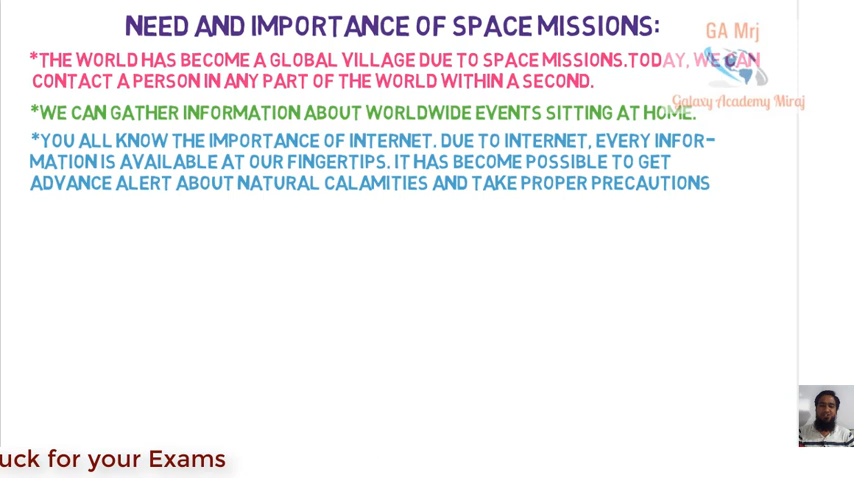 NEED AND IMPORTANCE OF SPACE MISSIONS:
GA Mrj
*THE WORLD HAS BECOME A GLOBAL VILLAGE DUE TO SPACE MISSIONS.TODAY, WE CAN
CONTACT A PERSON IN ANY PART OF THE WORLD WITHIN A SECOND.
Galaxy Academy Miraj
*WE CAN GATHER INFORMATION ABOUT WORLDWIDE EVENTS SITTING AT HOME.
*YOU ALL KNOW THE IMPORTANCE OF INTERNET. DUE TO INTERNET, EVERY INFOR-
MATION IS AVAILABLE AT OUR FINGERTIPS. IT HAS BECOME POSSIBLE TO GET
ADVANCE ALERT ABOUT NATURAL CALAMITIES AND TAKE PROPER PRECAUTIONS
uck for your Exams